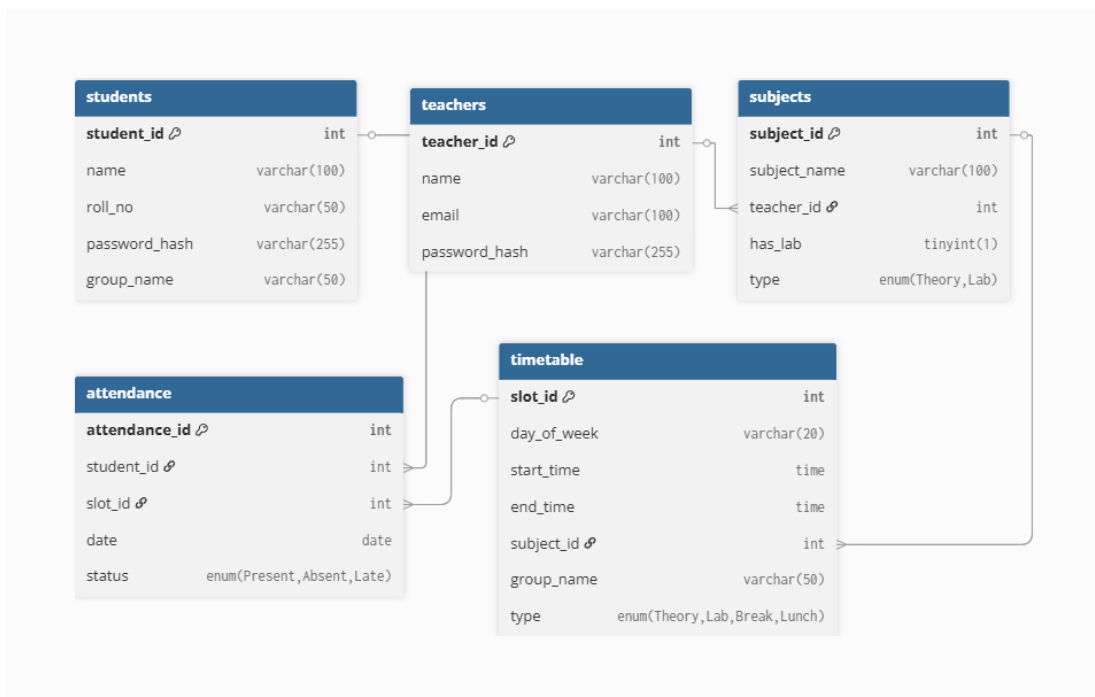 students
student_id int
name varchar(100)
roll_no varchar(50)
password_hash varchar(255)
group_name varchar(50)
teachers
teacher_id int
name varchar(100)
email varchar(100)
password_hash varchar(255)
subjects
subject_id int
subject_name varchar(100)
teacher_id int
has_lab tinyint(1)
type enum(Theory,Lab)
attendance
attendance_id int
student_id int
slot_id int
date date
status enum(Present,Absent,Late)
timetable
slot_id int
day_of_week varchar(20)
start_time time
end_time time
subject_id int
group_name varchar(50)
type enum(Theory,Lab,Break,Lunch)